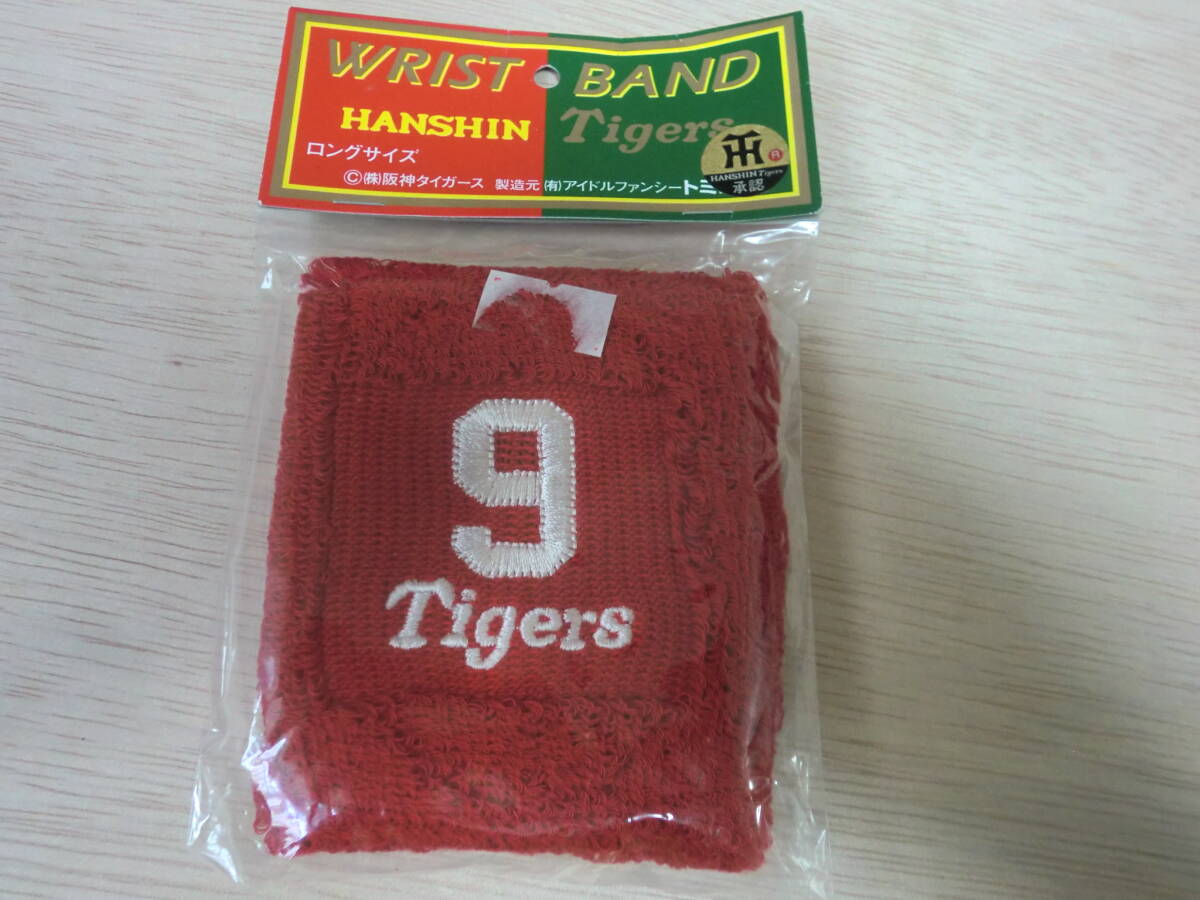 WRIST BAND
HANSHIN Tigers
ロングサイズ
©(株)阪神タイガース 製造元 (有)アイドルファンシートミ
TH ®
HANSHIN Tigers
承認
9
Tigers